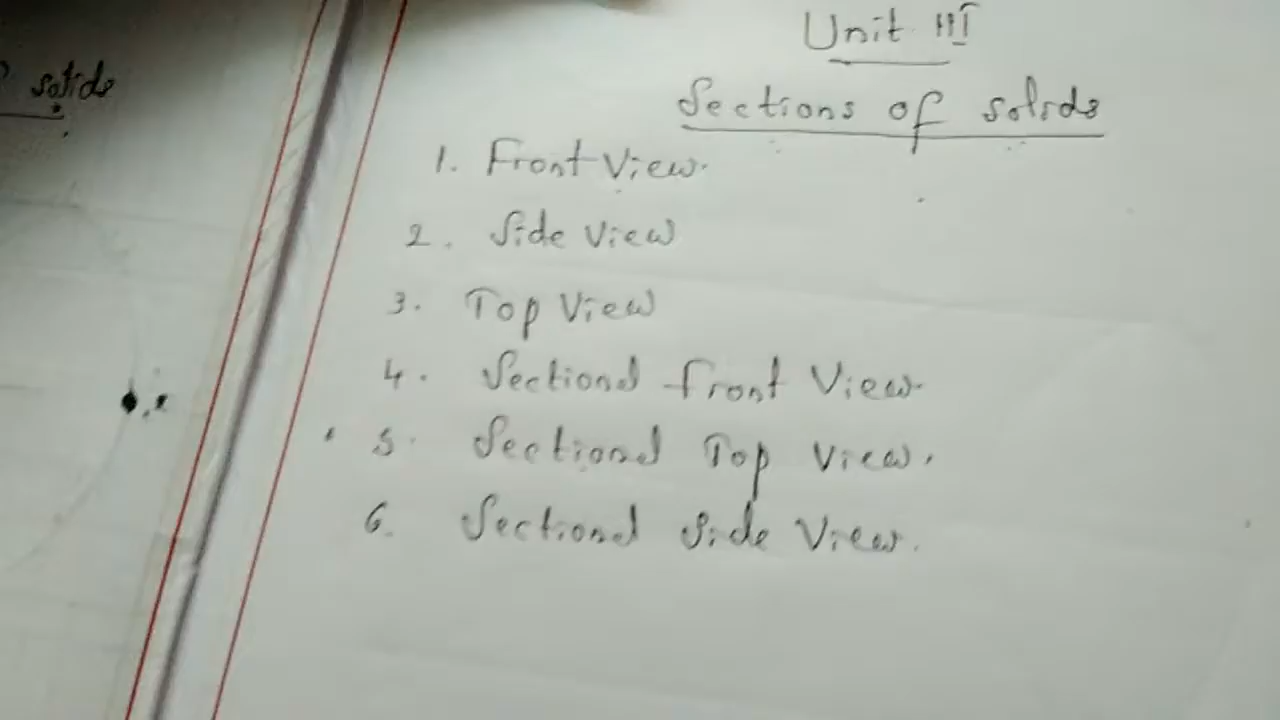 solids
Unit III
Sections of solids
1. Front View.
2. Side View
3. Top View
4. Sectional front View.
5. Sectional Top View.
6. Sectional Side View.